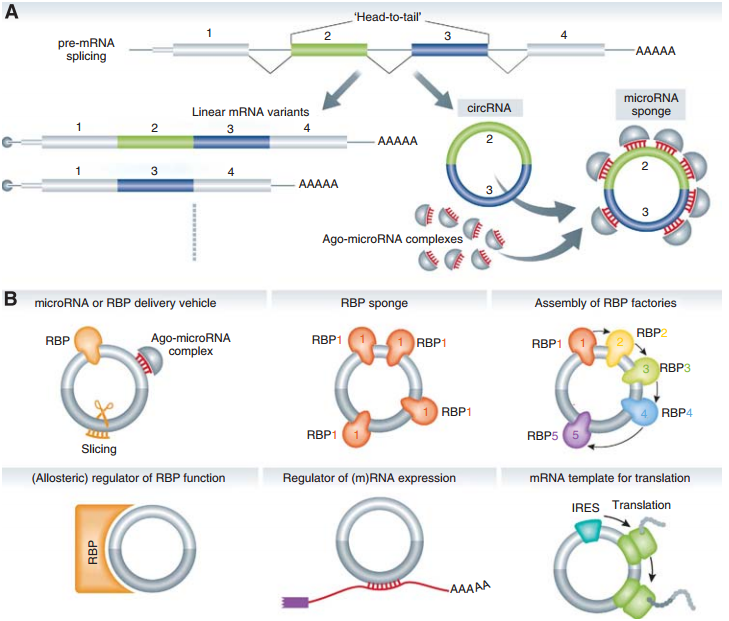 A
'Head-to-tail'
pre-mRNA
splicing
1
2
3
4
AAAAA
Linear mRNA variants
1
2
3
4
AAAAA
1
3
4
AAAAA
circRNA
2
3
Ago-microRNA complexes
microRNA
sponge
2
3
B
microRNA or RBP delivery vehicle
RBP
Ago-microRNA
complex
Slicing
RBP sponge
RBP1
1
1
RBP1
1
RBP1
RBP1
1
Assembly of RBP factories
RBP1
1
2
RBP2
3
RBP3
4
RBP4
RBP5
5
(Allosteric) regulator of RBP function
RBP
Regulator of (m)RNA expression
AAAAA
mRNA template for translation
IRES
Translation